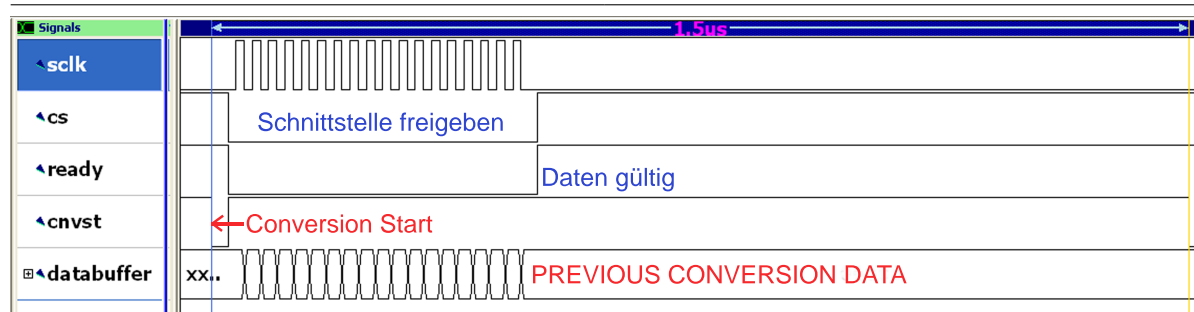 Signals
1.5us
sclk
cs
Schnittstelle freigeben
ready
Daten gültig
cnvst
Conversion Start
databuffer
xx..
PREVIOUS CONVERSION DATA